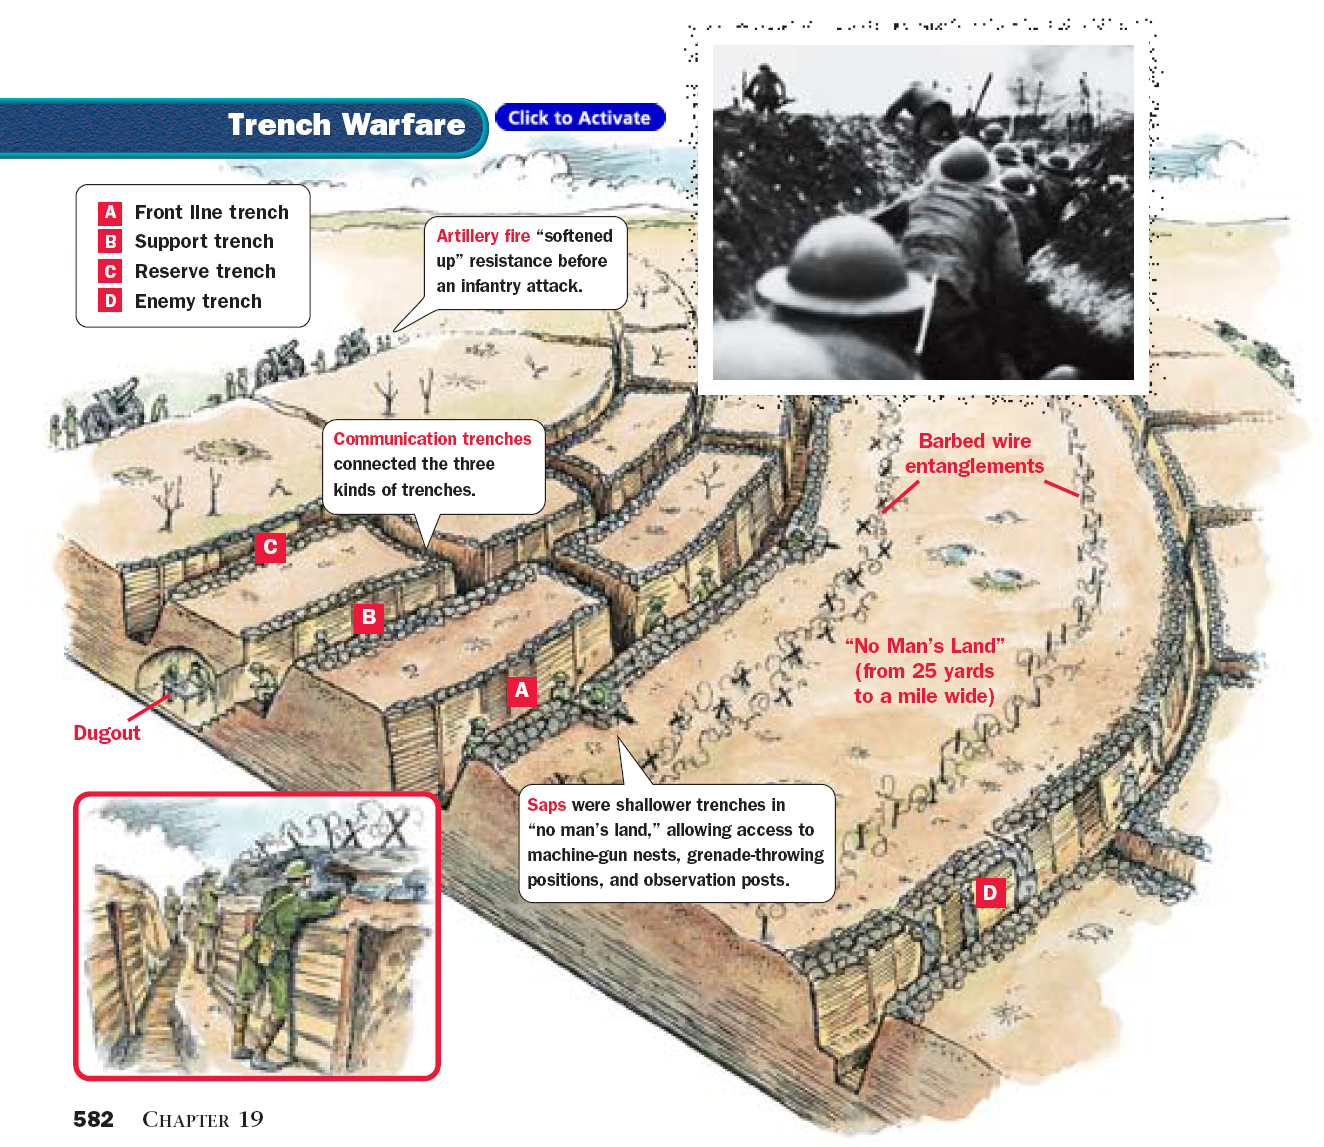 Trench Warfare
Click to Activate
A Front line trench
B Support trench
C Reserve trench
D Enemy trench
Artillery fire “softened
up” resistance before
an infantry attack.
Communication trenches
connected the three
kinds of trenches.
Barbed wire
entanglements
C
B
A
“No Man’s Land”
(from 25 yards
to a mile wide)
Dugout
Saps were shallower trenches in
“no man’s land,” allowing access to
machine-gun nests, grenade-throwing
positions, and observation posts.
D
582 CHAPTER 19